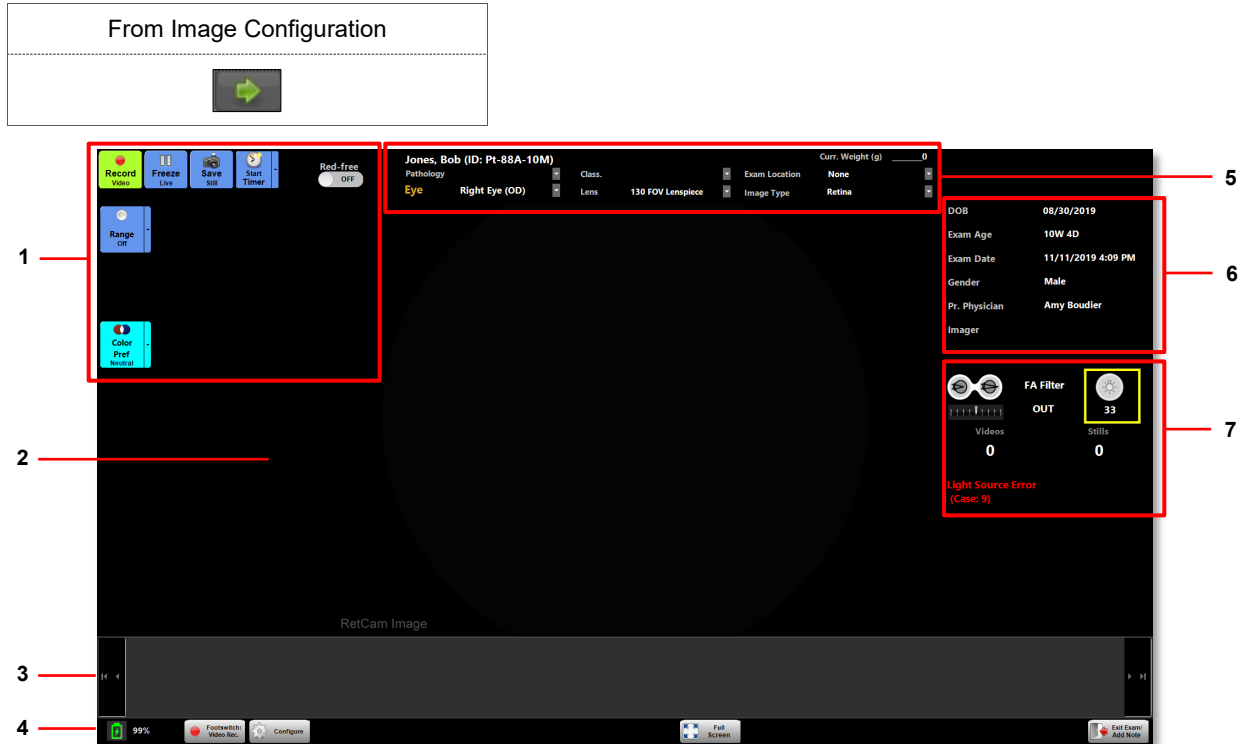 From Image Configuration
Record
Video
Freeze
Live
Save
Still
Start
Timer
Red-free
OFF
Range
Off
Color
Pref
Neutral
Jones, Bob (ID: Pt-88A-10M)
Curr. Weight (g) ______0
Pathology Class. Exam Location None
Eye Right Eye (OD) Lens 130 FOV Lenspiece Image Type Retina
DOB 08/30/2019
Exam Age 10W 4D
Exam Date 11/11/2019 4:09 PM
Gender Male
Pr. Physician Amy Boudier
Imager
FA Filter
OUT
33
Videos Stills
0 0
Light Source Error
(Case: 9)
RetCam Image
99%
Footswitch:
Video Rec.
Configure
Full
Screen
Exit Exam/
Add Note
1
2
3
4
5
6
7